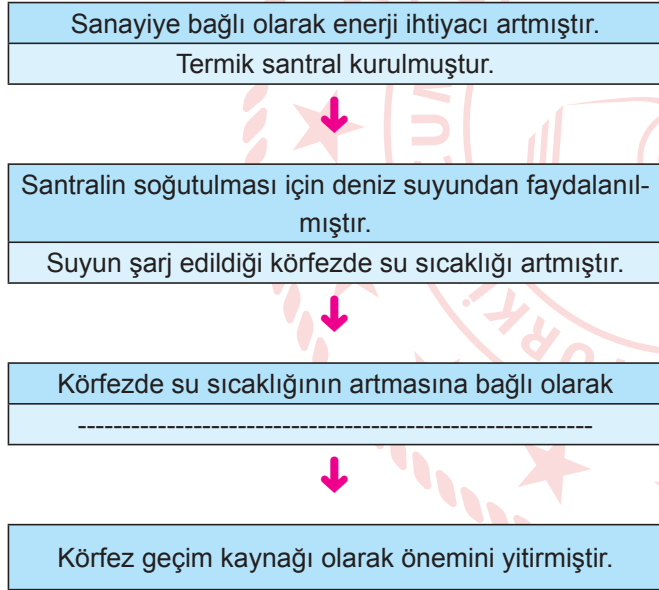 Sanayiye bağlı olarak enerji ihtiyacı artmıştır.
Termik santral kurulmuştur.
Santralin soğutulması için deniz suyundan faydalanıl-
mıştır.
Suyun şarj edildiği körfezde su sıcaklığı artmıştır.
Körfezde su sıcaklığının artmasına bağlı olarak
----------------------------------------------------------
Körfez geçim kaynağı olarak önemini yitirmiştir.